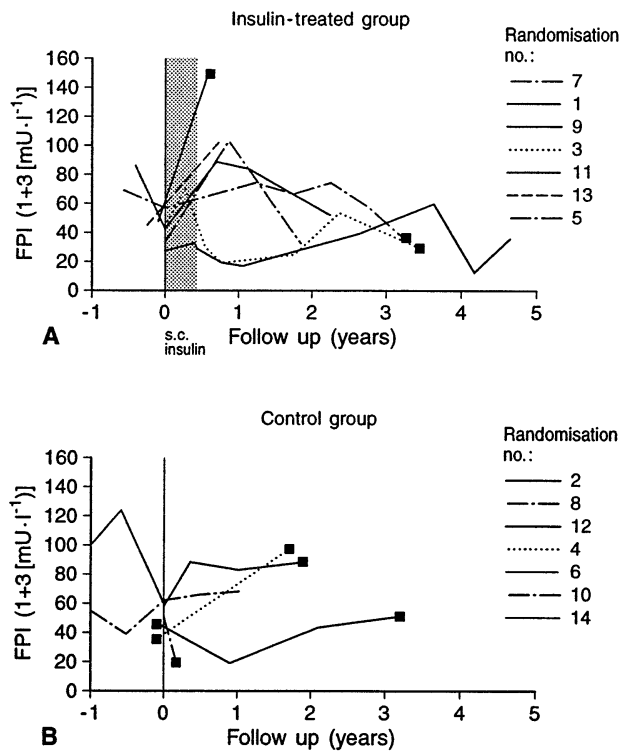 Insulin-treated group
Randomisation
no.:
7
1
9
3
11
13
5
FPI (1+3 [mU·l⁻¹])
160
140
120
100
80
60
40
20
0
-1 0 1 2 3 4 5
s.c.
insulin
Follow up (years)
A
Control group
Randomisation
no.:
2
8
12
4
6
10
14
FPI (1+3 [mU·l⁻¹])
160
140
120
100
80
60
40
20
0
-1 0 1 2 3 4 5
Follow up (years)
B